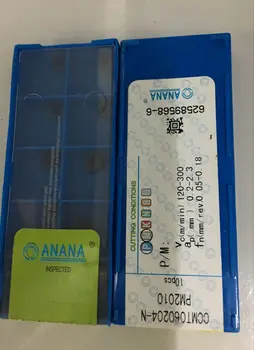 ANANA
INSPECTED
ANANA
62589568-6
CUTTING CONDITIONS
P/M:
Vc(m/min) 120-300
ap(mm) 0.2-2.3
fn(mm/rev.0.05-0.18
10pcs
CCMT060204-N
PM2010